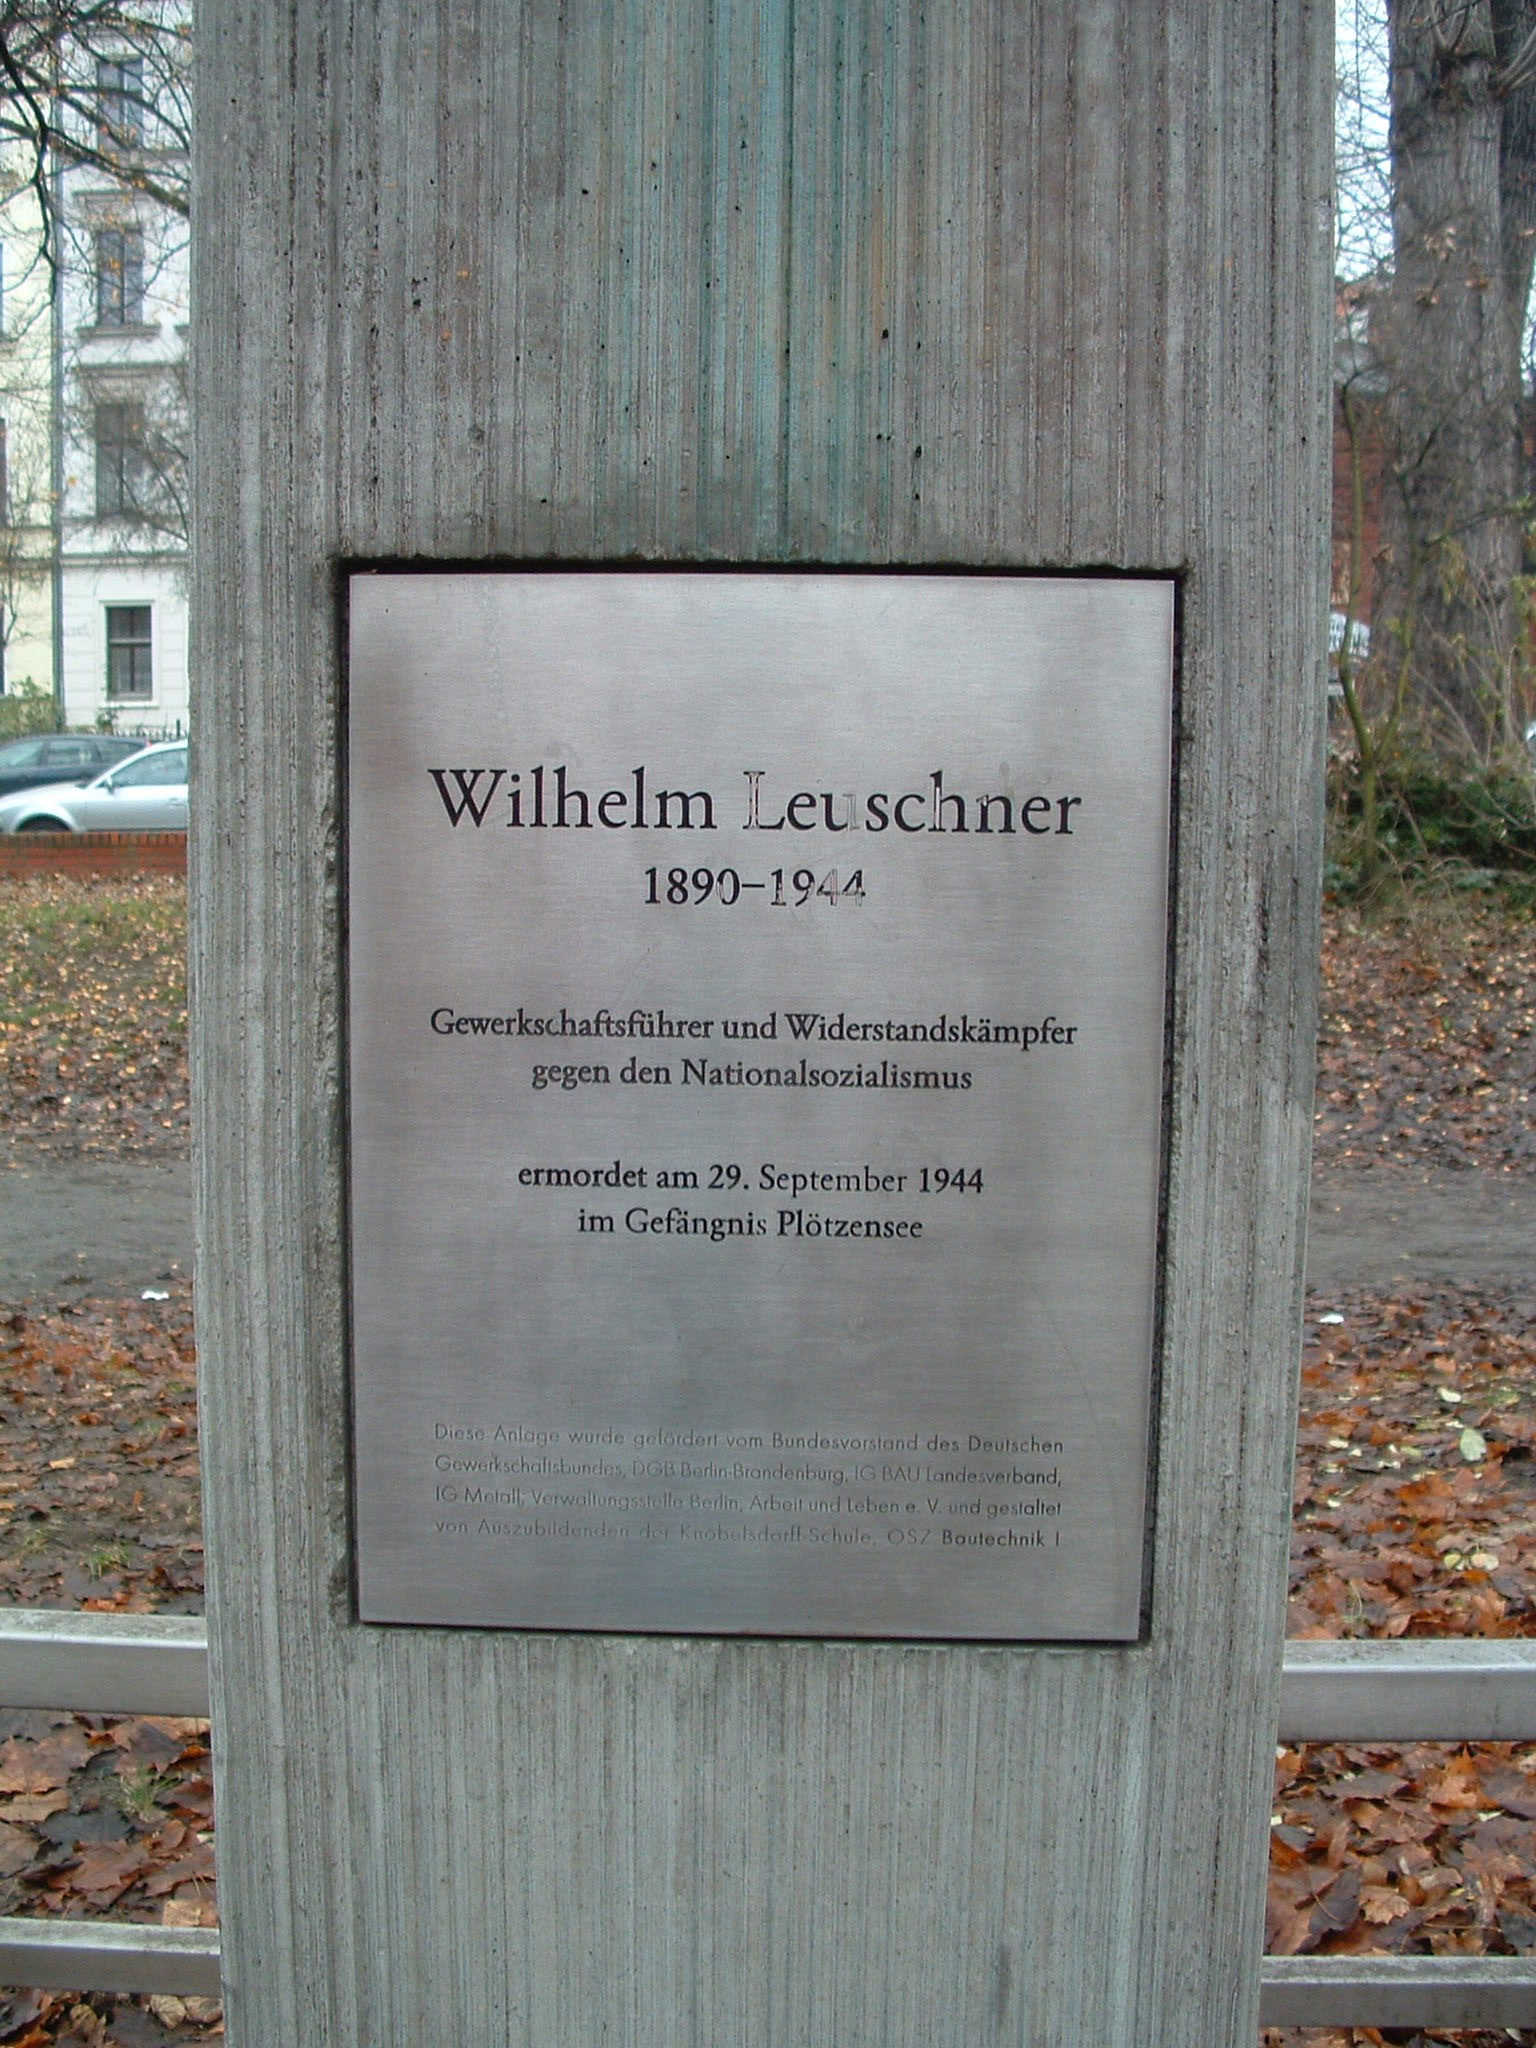 Wilhelm Leuschner
1890–1944
Gewerkschaftsführer und Widerstandskämpfer
gegen den Nationalsozialismus
ermordet am 29. September 1944
im Gefängnis Plötzensee
Diese Anlage wurde gefördert vom Bundesvorstand des Deutschen
Gewerkschaftsbundes, DGB Berlin-Brandenburg, IG BAU Landesverband,
IG Metall, Verwaltungsstelle Berlin, Arbeit und Leben e. V. und gestaltet
von Auszubildenden der Knobelsdorff-Schule, OSZ Bautechnik I